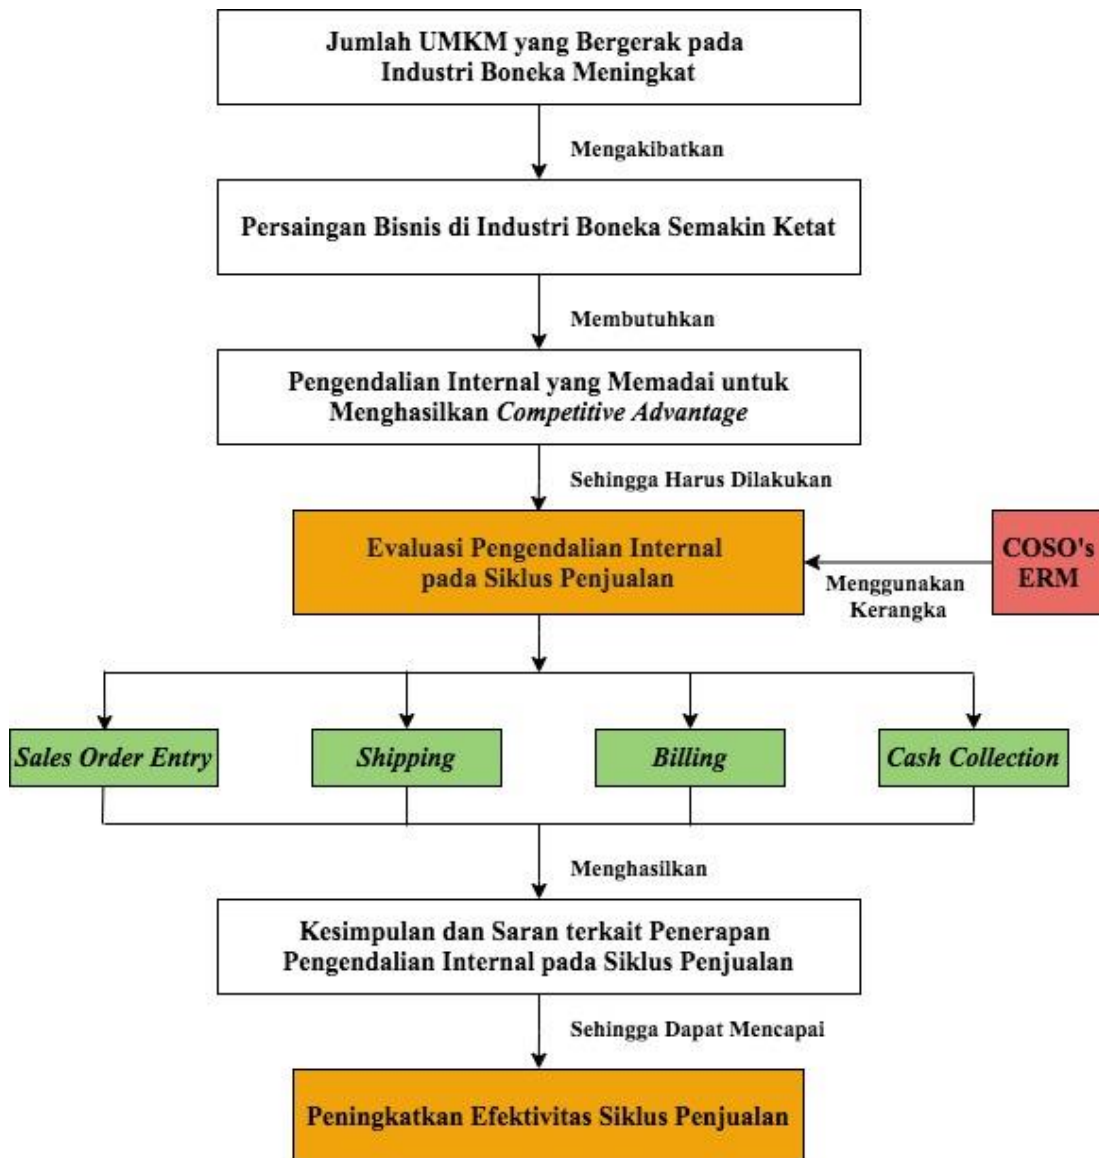 Jumlah UMKM yang Bergerak pada
Industri Boneka Meningkat
Mengakibatkan
Persaingan Bisnis di Industri Boneka Semakin Ketat
Membutuhkan
Pengendalian Internal yang Memadai untuk
Menghasilkan Competitive Advantage
Sehingga Harus Dilakukan
Evaluasi Pengendalian Internal
pada Siklus Penjualan
COSO's
ERM
Menggunakan
Kerangka
Sales Order Entry
Shipping
Billing
Cash Collection
Menghasilkan
Kesimpulan dan Saran terkait Penerapan
Pengendalian Internal pada Siklus Penjualan
Sehingga Dapat Mencapai
Peningkatkan Efektivitas Siklus Penjualan